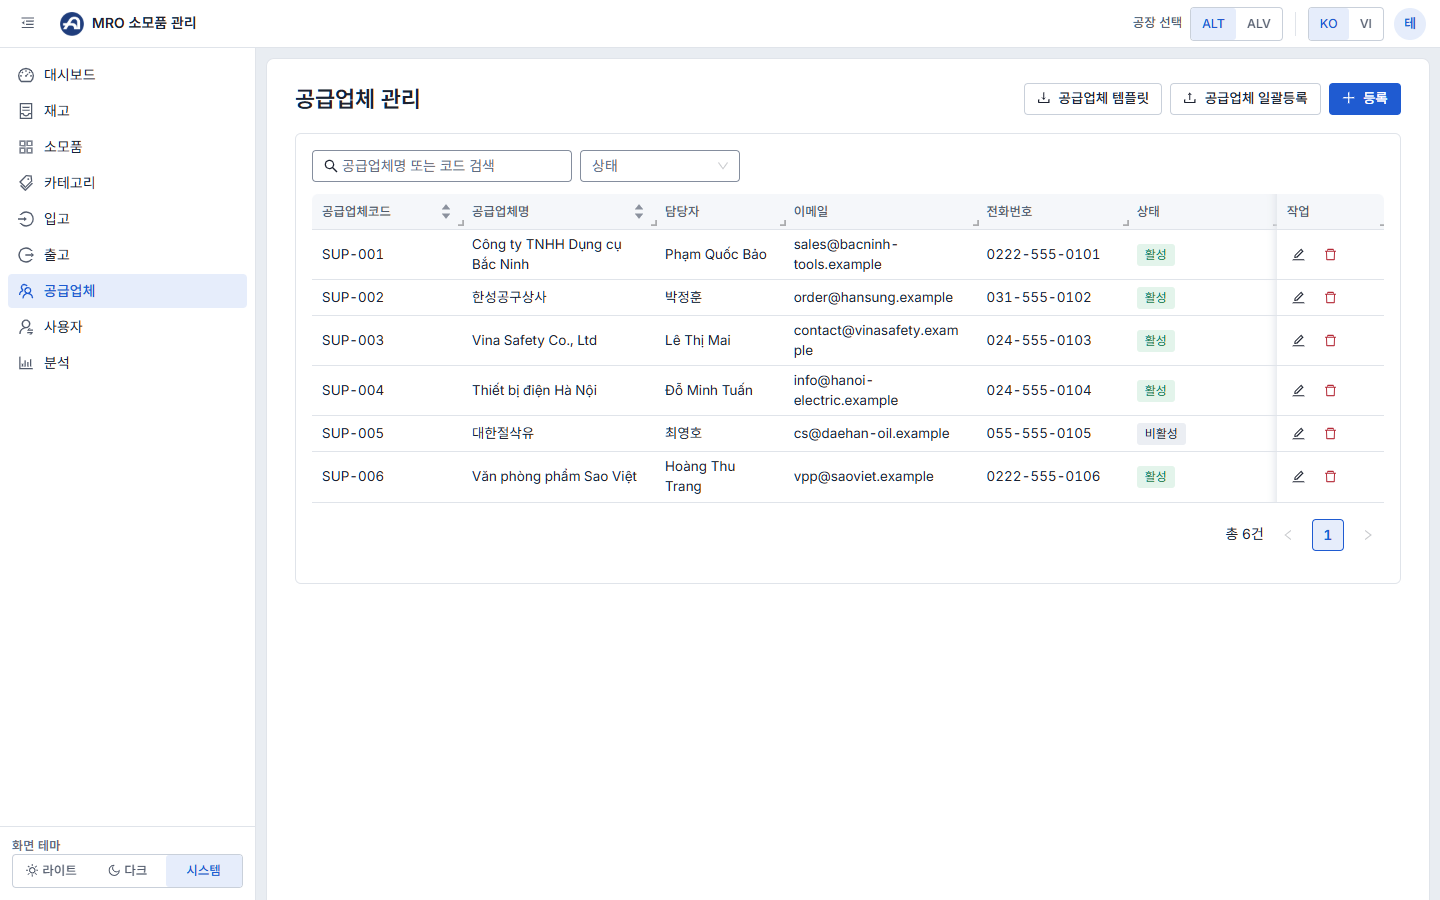 MRO 소모품 관리
공장 선택
ALT
ALV
KO
VI
테
대시보드
재고
소모품
카테고리
입고
출고
공급업체
사용자
분석
화면 테마
라이트
다크
시스템
공급업체 관리
공급업체 템플릿
공급업체 일괄등록
등록
공급업체명 또는 코드 검색
상태
공급업체코드 공급업체명 담당자 이메일 전화번호 상태 작업
SUP-001 Công ty TNHH Dụng cụ Bắc Ninh Phạm Quốc Bảo sales@bacninh-tools.example 0222-555-0101 활성
SUP-002 한성공구상사 박정훈 order@hansung.example 031-555-0102 활성
SUP-003 Vina Safety Co., Ltd Lê Thị Mai contact@vinasafety.example 024-555-0103 활성
SUP-004 Thiết bị điện Hà Nội Đỗ Minh Tuấn info@hanoi-electric.example 024-555-0104 활성
SUP-005 대한절삭유 최영호 cs@daehan-oil.example 055-555-0105 비활성
SUP-006 Văn phòng phẩm Sao Việt Hoàng Thu Trang vpp@saoviet.example 0222-555-0106 활성
총 6건
1